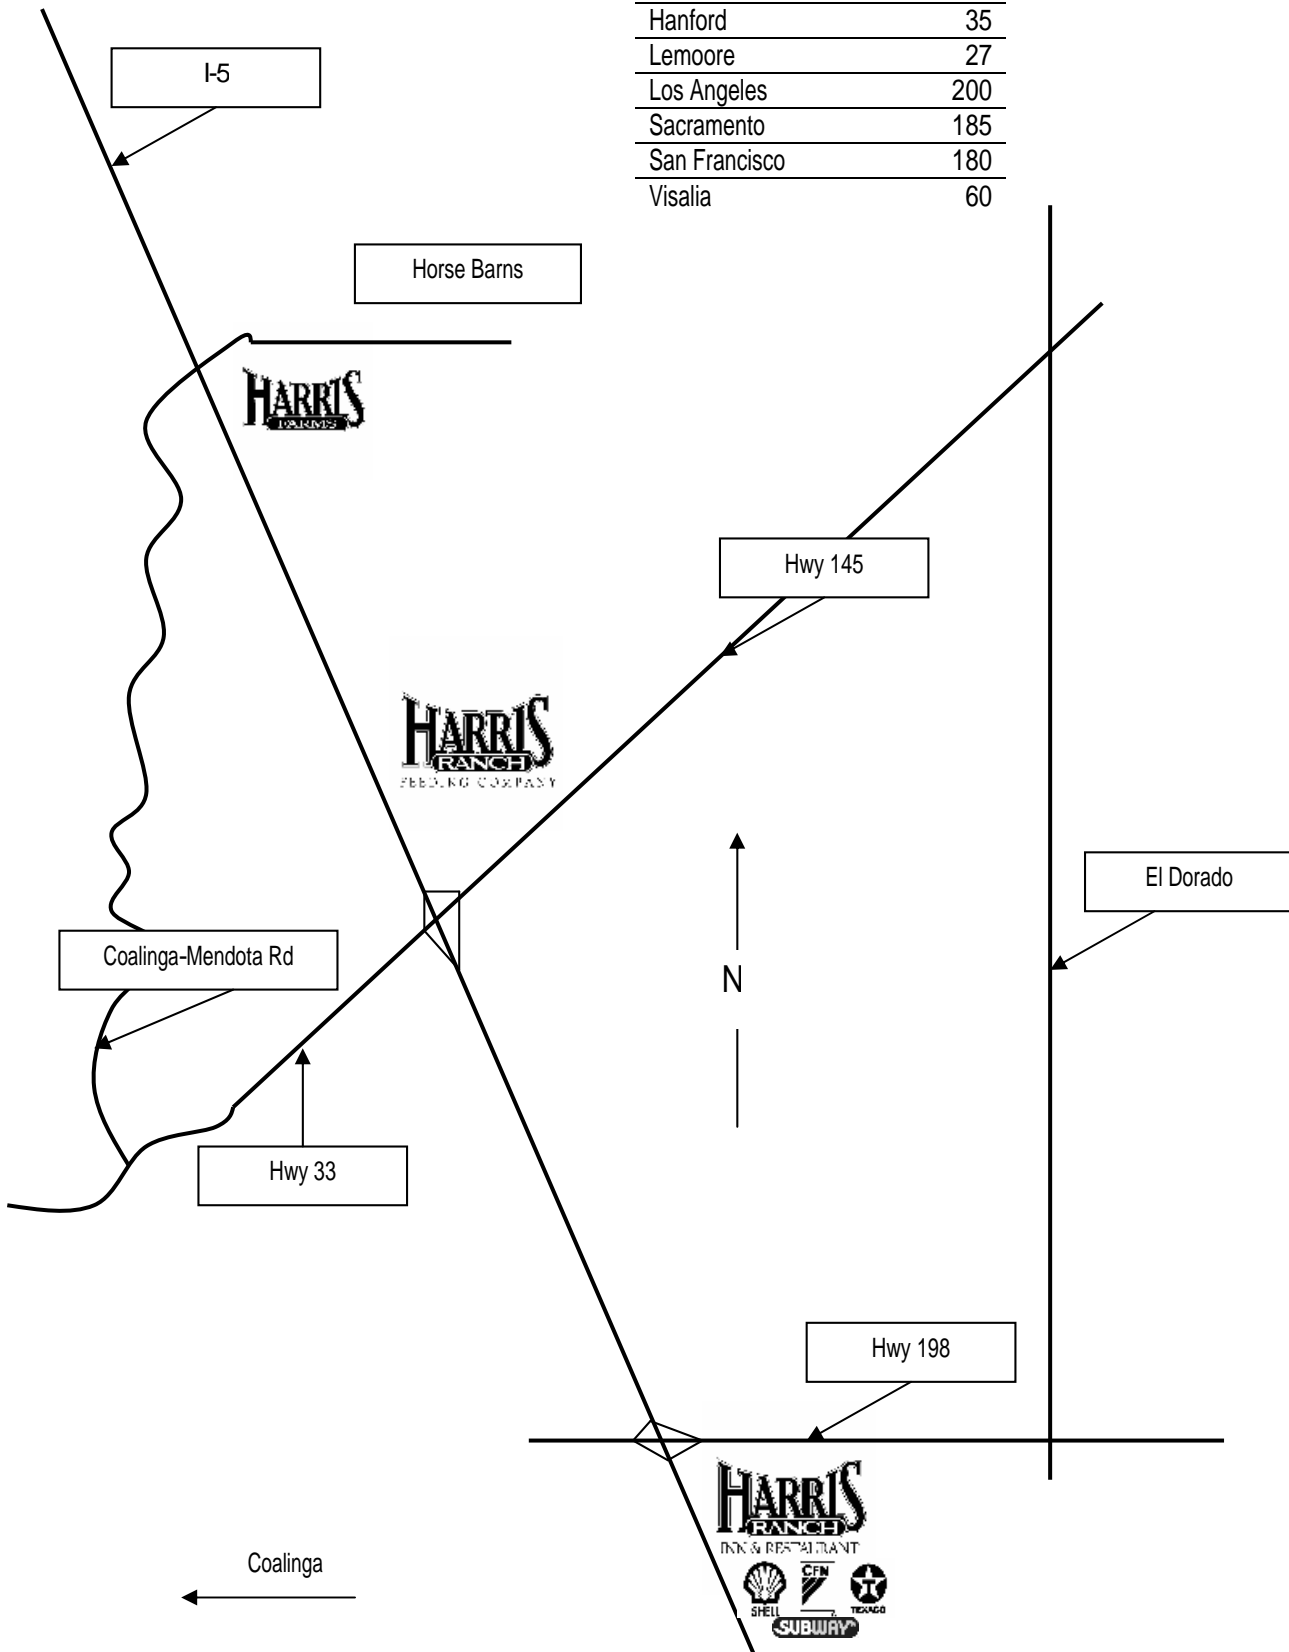 Hanford 35
Lemoore 27
Los Angeles 200
Sacramento 185
San Francisco 180
Visalia 60
I-5
Horse Barns
HARRIS
FARMS
Hwy 145
HARRIS
RANCH
FEEDING COMPANY
El Dorado
Coalinga-Mendota Rd
N
Hwy 33
Hwy 198
HARRIS
RANCH
INN & RESTAURANT
CFN
SHELL
TEXACO
SUBWAY
Coalinga